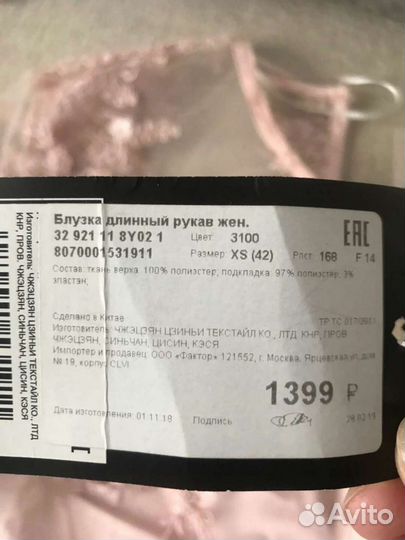 Блузка длинный рукав жен.
32 921 11 8Y02 1 Цвет: 3100
8070001531911 Размер: XS (42) Рост: 168 F 14
EAC
Состав: ткань верха: 100% полиэстер, подкладка: 97% полиэстер, 3%
эластан;
Сделано в Китае ТР ТС
Изготовитель: ЧЖЭЦЗЯН ЦЗИНЬИ ТЕКСТАЙЛ КО., ЛТД. КНР, ПРОВ.
ЧЖЭЦЗЯН, СИНЬЧАН, ЦИСИН, КЭСЯ
Импортер и продавец: ООО «Фактор» 121552, г. Москва. Ярцевская ул., дом
№ 19, корпус, CLVI
1399 ₽
Дата изготовления: 01.11.18 Подпись 28.02.19
Изготовитель: ЧЖЭЦЗЯН ЦЗИНЬИ ТЕКСТАЙЛ КО., ЛТД.
КНР, ПРОВ. ЧЖЭЦЗЯН, СИНЬЧАН, ЦИСИН, КЭСЯ
Avito